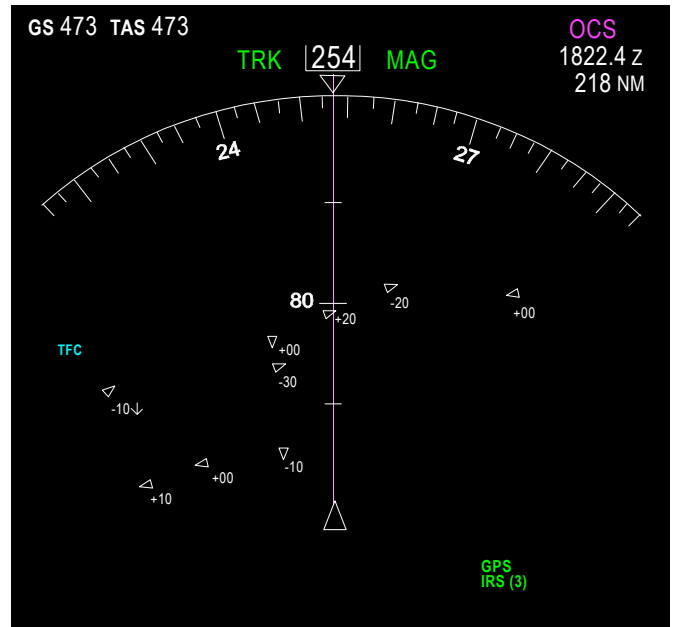 GS 473 TAS 473
OCS
1822.4 Z
218 NM
TRK 254 MAG
24
27
80
-20
+00
+20
TFC
+00
-30
-10
-10
+00
+10
GPS
IRS (3)